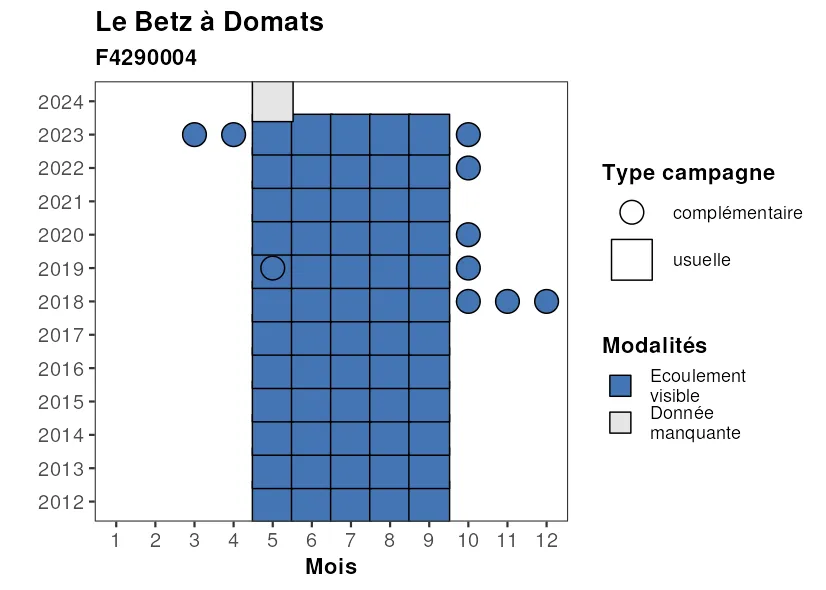 Le Betz à Domats
F4290004
2024
2023
2022
2021
2020
2019
2018
2017
2016
2015
2014
2013
2012
1 2 3 4 5 6 7 8 9 10 11 12
Mois
Type campagne
complémentaire
usuelle
Modalités
Ecoulement
visible
Donnée
manquante